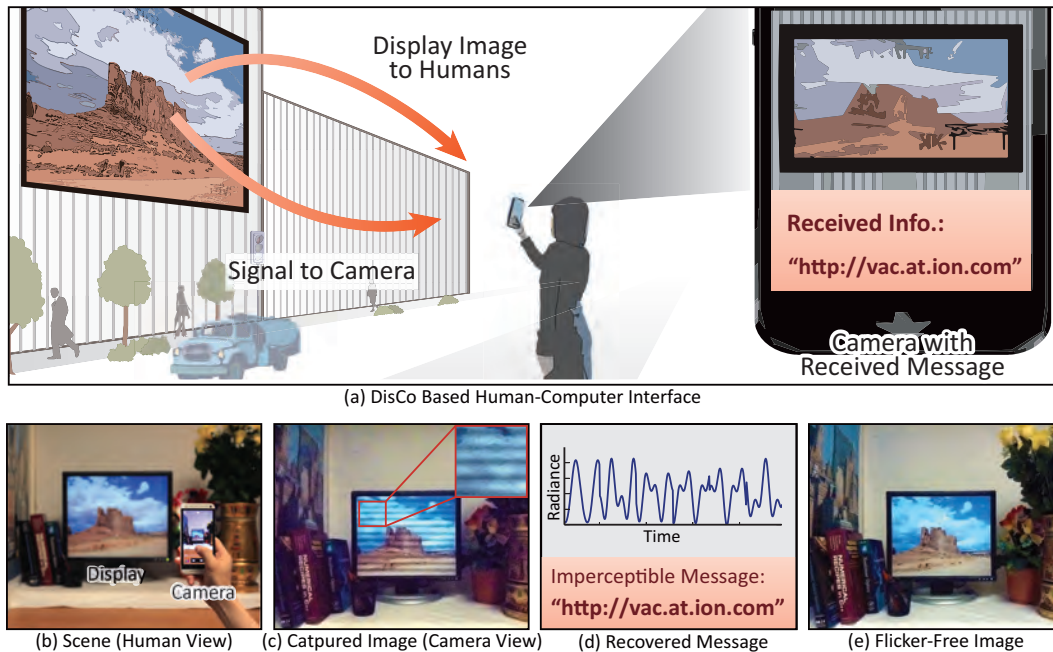 Display Image
to Humans
Signal to Camera
Received Info.:
“http://vac.at.ion.com”
Camera with
Received Message
(a) DisCo Based Human-Computer Interface
Display
Camera
NUMERICAL
Radiance
Time
Imperceptible Message:
“http://vac.at.ion.com”
(b) Scene (Human View)
(c) Catpured Image (Camera View)
(d) Recovered Message
(e) Flicker-Free Image